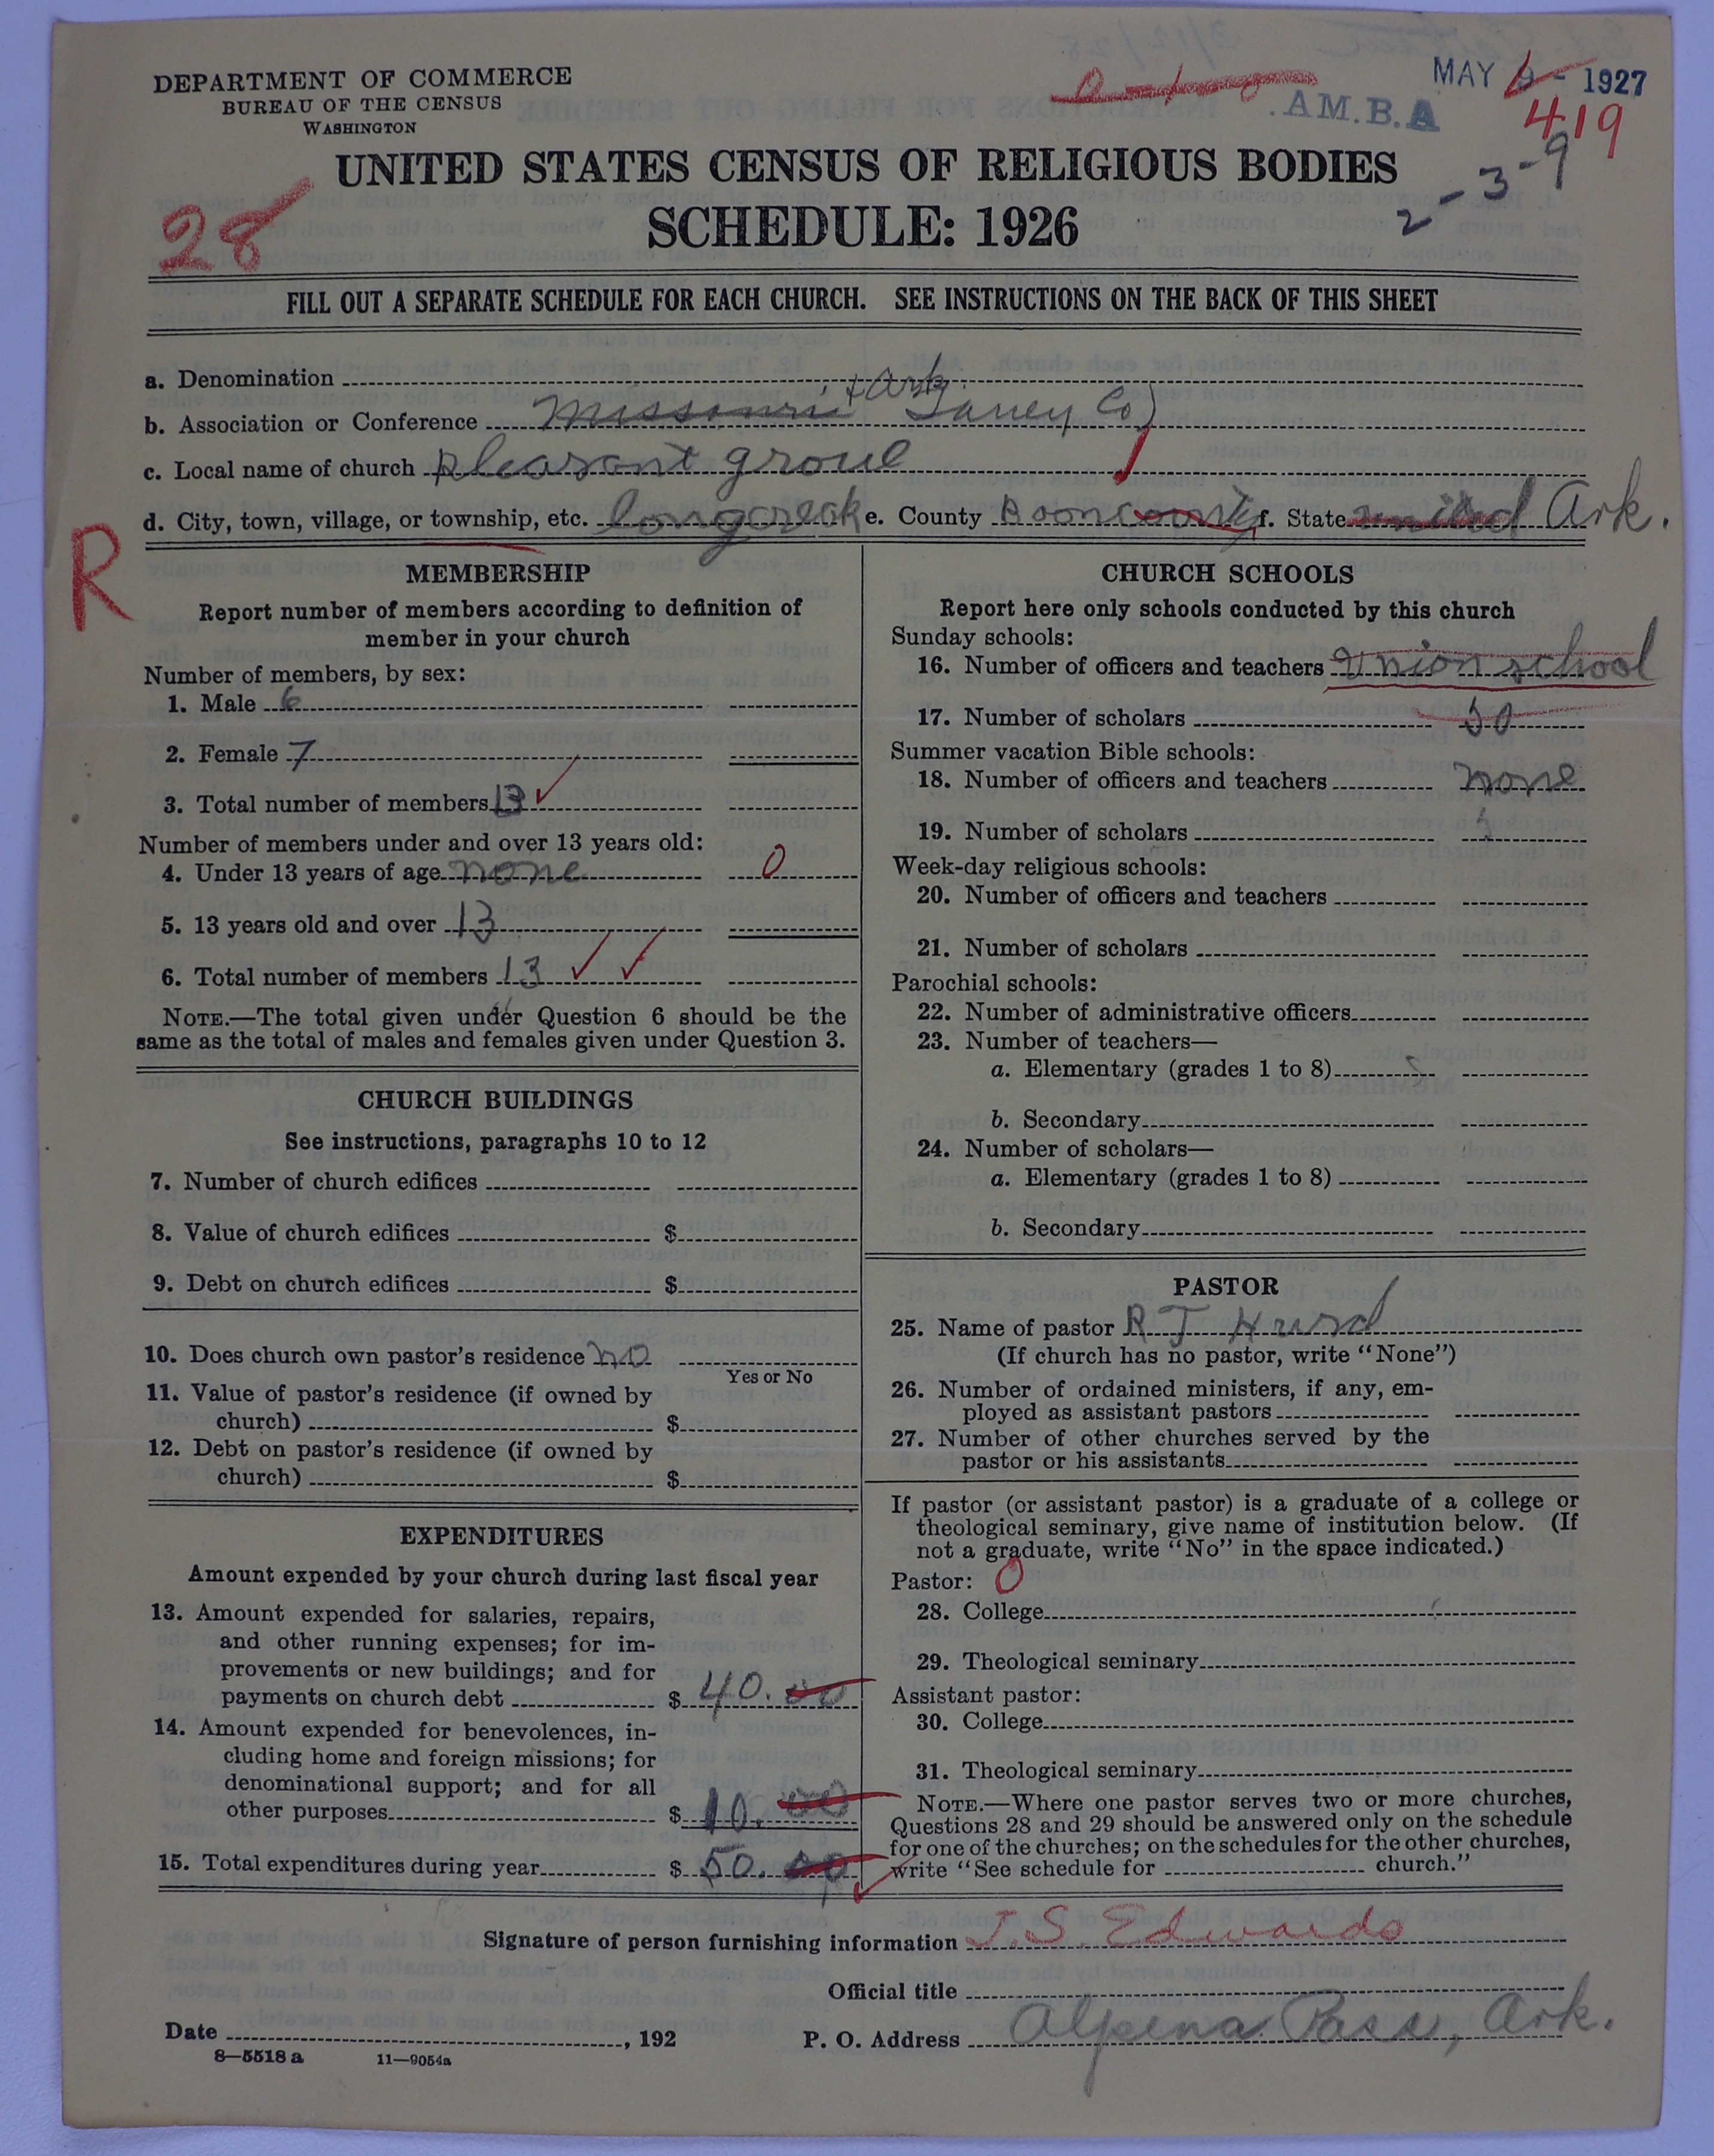 DEPARTMENT OF COMMERCE
BUREAU OF THE CENSUS
WASHINGTON
MAY 1927
AM.B.A
419
2-3-9
UNITED STATES CENSUS OF RELIGIOUS BODIES
SCHEDULE: 1926
28
FILL OUT A SEPARATE SCHEDULE FOR EACH CHURCH. SEE INSTRUCTIONS ON THE BACK OF THIS SHEET
a. Denomination
+ Ark.
b. Association or Conference Missouri Taney Co)
c. Local name of church pleasant grove
d. City, town, village, or township, etc. longcreek e. County Boon county f. State Ark.
R
MEMBERSHIP
Report number of members according to definition of
member in your church
Number of members, by sex:
1. Male 6
2. Female 7
3. Total number of members 13
Number of members under and over 13 years old:
4. Under 13 years of age none 0
5. 13 years old and over 13
6. Total number of members 13
NOTE.—The total given under Question 6 should be the
same as the total of males and females given under Question 3.
CHURCH BUILDINGS
See instructions, paragraphs 10 to 12
7. Number of church edifices
8. Value of church edifices $
9. Debt on church edifices $
10. Does church own pastor's residence no
Yes or No
11. Value of pastor's residence (if owned by
church) $
12. Debt on pastor's residence (if owned by
church) $
EXPENDITURES
Amount expended by your church during last fiscal year
13. Amount expended for salaries, repairs,
and other running expenses; for im-
provements or new buildings; and for
payments on church debt $ 40.00
14. Amount expended for benevolences, in-
cluding home and foreign missions; for
denominational support; and for all
other purposes $ 10.00
15. Total expenditures during year $ 50.00
CHURCH SCHOOLS
Report here only schools conducted by this church
Sunday schools:
16. Number of officers and teachers Union school
17. Number of scholars 50
Summer vacation Bible schools:
18. Number of officers and teachers none
19. Number of scholars
Week-day religious schools:
20. Number of officers and teachers
21. Number of scholars
Parochial schools:
22. Number of administrative officers
23. Number of teachers—
a. Elementary (grades 1 to 8)
b. Secondary
24. Number of scholars—
a. Elementary (grades 1 to 8)
b. Secondary
PASTOR
25. Name of pastor R J Hurd
(If church has no pastor, write "None")
26. Number of ordained ministers, if any, em-
ployed as assistant pastors
27. Number of other churches served by the
pastor or his assistants
If pastor (or assistant pastor) is a graduate of a college or
theological seminary, give name of institution below. (If
not a graduate, write "No" in the space indicated.)
Pastor: 0
28. College
29. Theological seminary
Assistant pastor:
30. College
31. Theological seminary
NOTE.—Where one pastor serves two or more churches,
Questions 28 and 29 should be answered only on the schedule
for one of the churches; on the schedules for the other churches,
write "See schedule for church."
Signature of person furnishing information J. S. Edwards
Official title
Date , 192 P. O. Address Alpena Pass, Ark.
8—5518 a 11—9054a